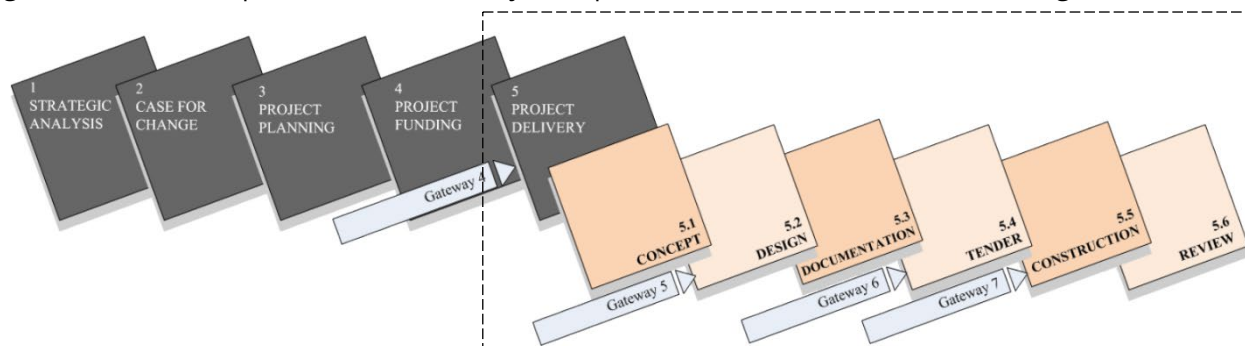 1
STRATEGIC
ANALYSIS
2
CASE FOR
CHANGE
3
PROJECT
PLANNING
4
PROJECT
FUNDING
5
PROJECT
DELIVERY
Gateway 4
5.1
CONCEPT
5.2
DESIGN
5.3
DOCUMENTATION
5.4
TENDER
5.5
CONSTRUCTION
5.6
REVIEW
Gateway 5
Gateway 6
Gateway 7